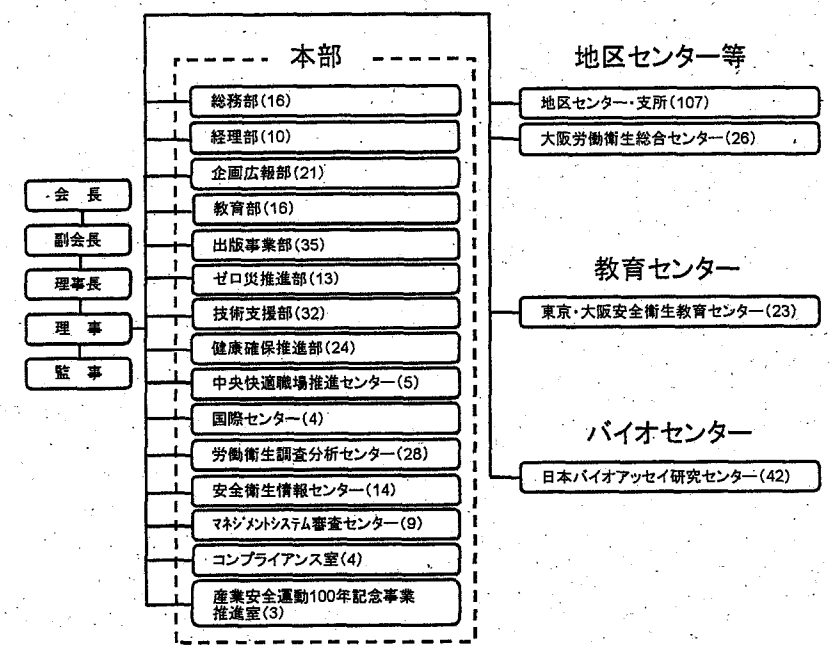 本部
総務部(16)
経理部(10)
企画広報部(21)
教育部(16)
出版事業部(35)
ゼロ災推進部(13)
技術支援部(32)
健康確保推進部(24)
中央快適職場推進センター(5)
国際センター(4)
労働衛生調査分析センター(28)
安全衛生情報センター(14)
マネジメントシステム審査センター(9)
コンプライアンス室(4)
産業安全運動100年記念事業
推進室(3)
会長
副会長
理事長
理事
監事
地区センター等
地区センター・支所(107)
大阪労働衛生総合センター(26)
教育センター
東京・大阪安全衛生教育センター(23)
バイオセンター
日本バイオアッセイ研究センター(42)